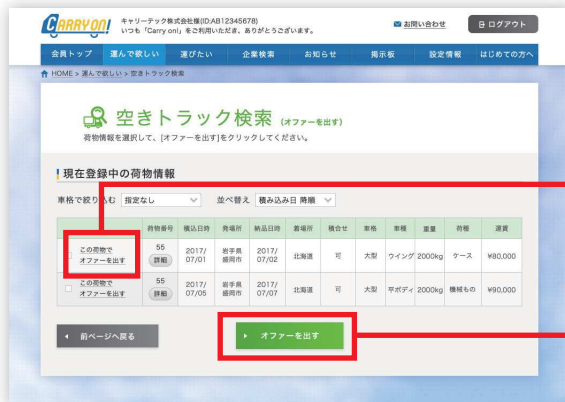 CARRY ON!
キャリーテック株式会社様(ID:AB12345678)
いつも「Carry on!」をご利用いただき、ありがとうございます。
お問い合わせ
ログアウト
会員トップ 運んで欲しい 運びたい 企業検索 お知らせ 掲示板 設定情報 はじめての方へ
HOME > 運んで欲しい > 空きトラック検索
空きトラック検索 (オファーを出す)
荷物情報を選択して、[オファーを出す]をクリックしてください。
現在登録中の荷物情報
車格で絞り込む 指定なし 並べ替え 積み込み日 降順
荷物番号 積込日時 発場所 納品日時 着場所 積合せ 車格 車種 重量 荷種 運賃
この荷物で
オファーを出す
55
詳細
2017/
07/01
岩手県
盛岡市
2017/
07/02
北海道 可 大型 ウイング 2000kg ケース ¥80,000
この荷物で
オファーを出す
55
詳細
2017/
07/05
岩手県
盛岡市
2017/
07/07
北海道 可 大型 平ボディ 2000kg 機械もの ¥90,000
前ページへ戻る
オファーを出す